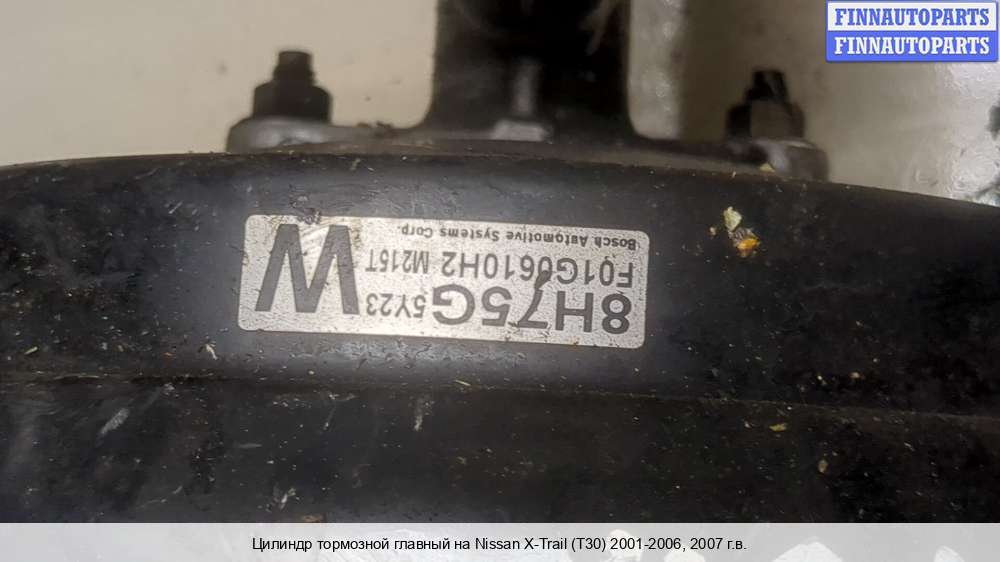 FINNAUTOPARTS
FINNAUTOPARTS
8H75G 5Y23 W
F01G0610H2 M215T
Bosch Automotive Systems Corp.
Цилиндр тормозной главный на Nissan X-Trail (T30) 2001-2006, 2007 г.в.